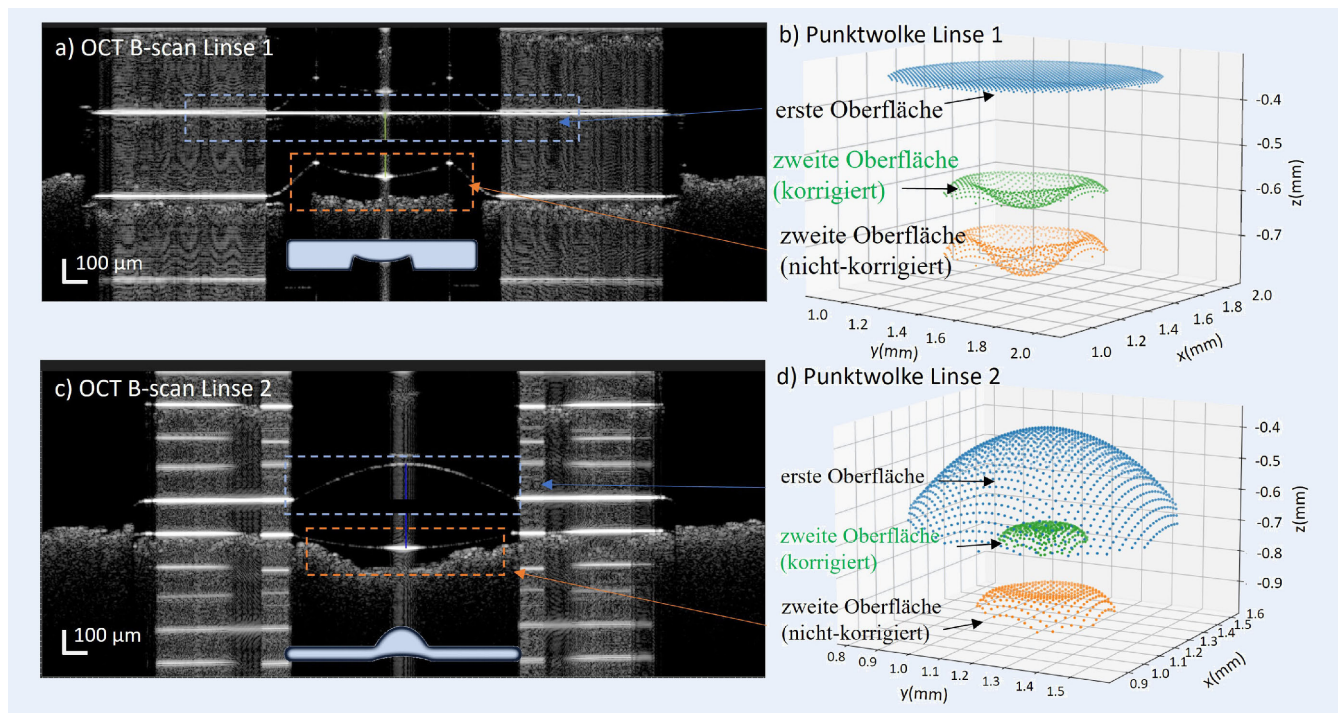 a) OCT B-scan Linse 1
100 µm
b) Punktwolke Linse 1
erste Oberfläche
zweite Oberfläche
(korrigiert)
zweite Oberfläche
(nicht-korrigiert)
-0.4
-0.5
-0.6
-0.7
z(mm)
1.0
1.2
1.4
1.6
1.8
2.0
y(mm)
1.0
1.2
1.4
1.6
1.8
2.0
x(mm)
c) OCT B-scan Linse 2
100 µm
d) Punktwolke Linse 2
erste Oberfläche
zweite Oberfläche
(korrigiert)
zweite Oberfläche
(nicht-korrigiert)
-0.4
-0.5
-0.6
-0.7
-0.8
-0.9
z(mm)
0.8
0.9
1.0
1.1
1.2
1.3
1.4
1.5
y(mm)
0.9
1.0
1.1
1.2
1.3
1.4
1.5
1.6
x(mm)